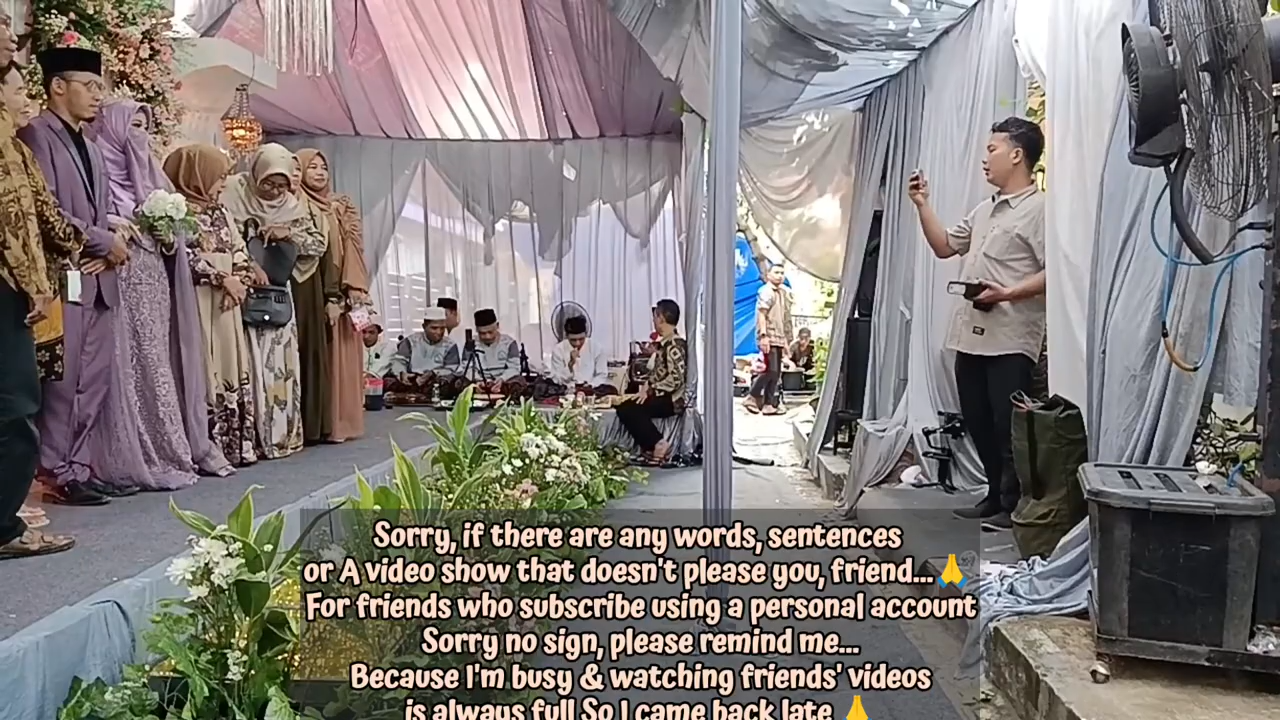 Sorry, if there are any words, sentences
or A video show that doesn't please you, friend...🙏
For friends who subscribe using a personal account
Sorry no sign, please remind me...
Because I'm busy & watching friends' videos
is always full So I came back late 🙏